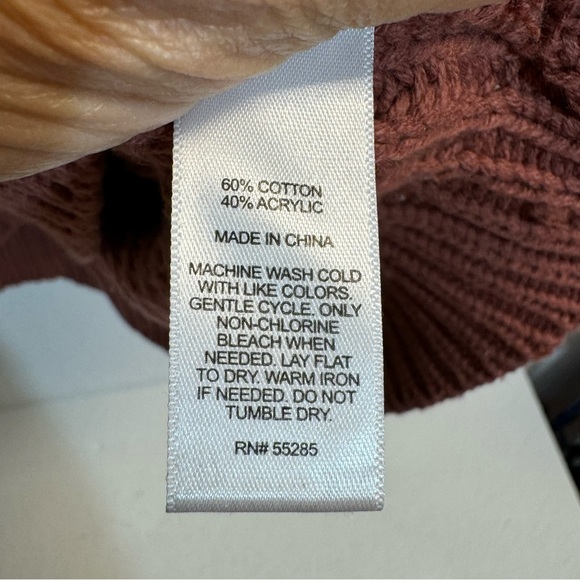 60% COTTON
40% ACRYLIC
MADE IN CHINA
MACHINE WASH COLD
WITH LIKE COLORS.
GENTLE CYCLE. ONLY
NON-CHLORINE
BLEACH WHEN
NEEDED. LAY FLAT
TO DRY. WARM IRON
IF NEEDED. DO NOT
TUMBLE DRY.
RN# 55285